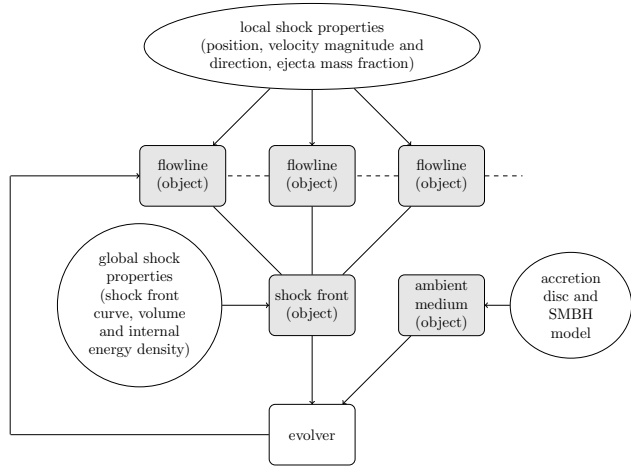 local shock properties
(position, velocity magnitude and
direction, ejecta mass fraction)
flowline
(object)
flowline
(object)
flowline
(object)
global shock
properties
(shock front
curve, volume
and internal
energy density)
shock front
(object)
ambient
medium
(object)
accretion
disc and
SMBH
model
evolver